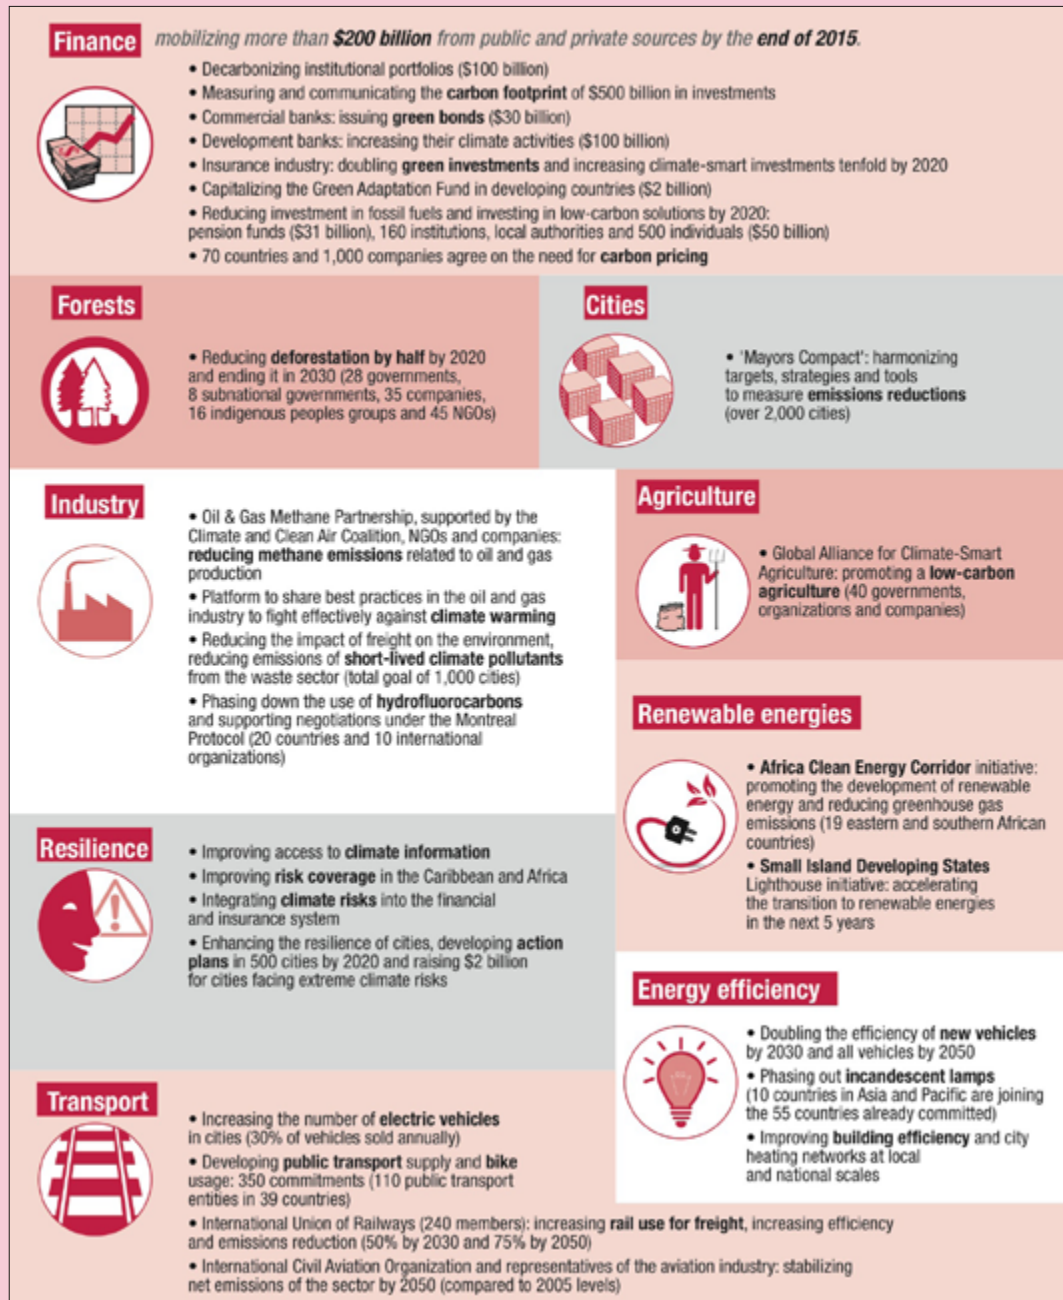 Finance mobilizing more than $200 billion from public and private sources by the end of 2015.
• Decarbonizing institutional portfolios ($100 billion)
• Measuring and communicating the carbon footprint of $500 billion in investments
• Commercial banks: issuing green bonds ($30 billion)
• Development banks: increasing their climate activities ($100 billion)
• Insurance industry: doubling green investments and increasing climate-smart investments tenfold by 2020
• Capitalizing the Green Adaptation Fund in developing countries ($2 billion)
• Reducing investment in fossil fuels and investing in low-carbon solutions by 2020:
pension funds ($31 billion), 160 institutions, local authorities and 500 individuals ($50 billion)
• 70 countries and 1,000 companies agree on the need for carbon pricing
Forests
• Reducing deforestation by half by 2020
and ending it in 2030 (28 governments,
8 subnational governments, 35 companies,
16 indigenous peoples groups and 45 NGOs)
Cities
• 'Mayors Compact': harmonizing
targets, strategies and tools
to measure emissions reductions
(over 2,000 cities)
Industry
• Oil & Gas Methane Partnership, supported by the
Climate and Clean Air Coalition, NGOs and companies:
reducing methane emissions related to oil and gas
production
• Platform to share best practices in the oil and gas
industry to fight effectively against climate warming
• Reducing the impact of freight on the environment,
reducing emissions of short-lived climate pollutants
from the waste sector (total goal of 1,000 cities)
• Phasing down the use of hydrofluorocarbons
and supporting negotiations under the Montreal
Protocol (20 countries and 10 international
organizations)
Agriculture
• Global Alliance for Climate-Smart
Agriculture: promoting a low-carbon
agriculture (40 governments,
organizations and companies)
Renewable energies
• Africa Clean Energy Corridor initiative:
promoting the development of renewable
energy and reducing greenhouse gas
emissions (19 eastern and southern African
countries)
• Small Island Developing States
Lighthouse initiative: accelerating
the transition to renewable energies
in the next 5 years
Resilience
• Improving access to climate information
• Improving risk coverage in the Caribbean and Africa
• Integrating climate risks into the financial
and insurance system
• Enhancing the resilience of cities, developing action
plans in 500 cities by 2020 and raising $2 billion
for cities facing extreme climate risks
Energy efficiency
• Doubling the efficiency of new vehicles
by 2030 and all vehicles by 2050
• Phasing out incandescent lamps
(10 countries in Asia and Pacific are joining
the 55 countries already committed)
• Improving building efficiency and city
heating networks at local
and national scales
Transport
• Increasing the number of electric vehicles
in cities (30% of vehicles sold annually)
• Developing public transport supply and bike
usage: 350 commitments (110 public transport
entities in 39 countries)
• International Union of Railways (240 members): increasing rail use for freight, increasing efficiency
and emissions reduction (50% by 2030 and 75% by 2050)
• International Civil Aviation Organization and representatives of the aviation industry: stabilizing
net emissions of the sector by 2050 (compared to 2005 levels)